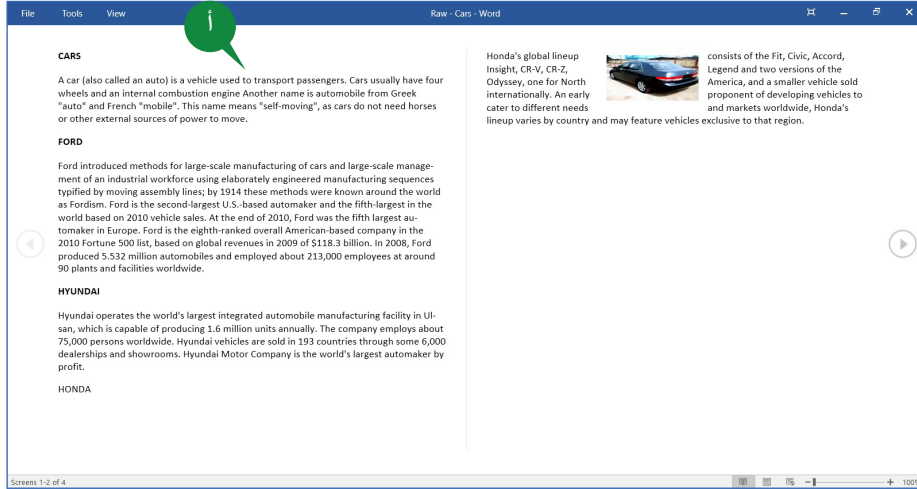 File Tools View Raw - Cars - Word
أ
CARS
A car (also called an auto) is a vehicle used to transport passengers. Cars usually have four
wheels and an internal combustion engine Another name is automobile from Greek
"auto" and French "mobile". This name means "self-moving", as cars do not need horses
or other external sources of power to move.
FORD
Ford introduced methods for large-scale manufacturing of cars and large-scale manage-
ment of an industrial workforce using elaborately engineered manufacturing sequences
typified by moving assembly lines; by 1914 these methods were known around the world
as Fordism. Ford is the second-largest U.S.-based automaker and the fifth-largest in the
world based on 2010 vehicle sales. At the end of 2010, Ford was the fifth largest au-
tomaker in Europe. Ford is the eighth-ranked overall American-based company in the
2010 Fortune 500 list, based on global revenues in 2009 of $118.3 billion. In 2008, Ford
produced 5.532 million automobiles and employed about 213,000 employees at around
90 plants and facilities worldwide.
HYUNDAI
Hyundai operates the world's largest integrated automobile manufacturing facility in Ul-
san, which is capable of producing 1.6 million units annually. The company employs about
75,000 persons worldwide. Hyundai vehicles are sold in 193 countries through some 6,000
dealerships and showrooms. Hyundai Motor Company is the world's largest automaker by
profit.
HONDA
Honda's global lineup consists of the Fit, Civic, Accord,
Insight, CR-V, CR-Z, Legend and two versions of the
Odyssey, one for North America, and a smaller vehicle sold
internationally. An early proponent of developing vehicles to
cater to different needs and markets worldwide, Honda's
lineup varies by country and may feature vehicles exclusive to that region.
Screens 1-2 of 4 100%